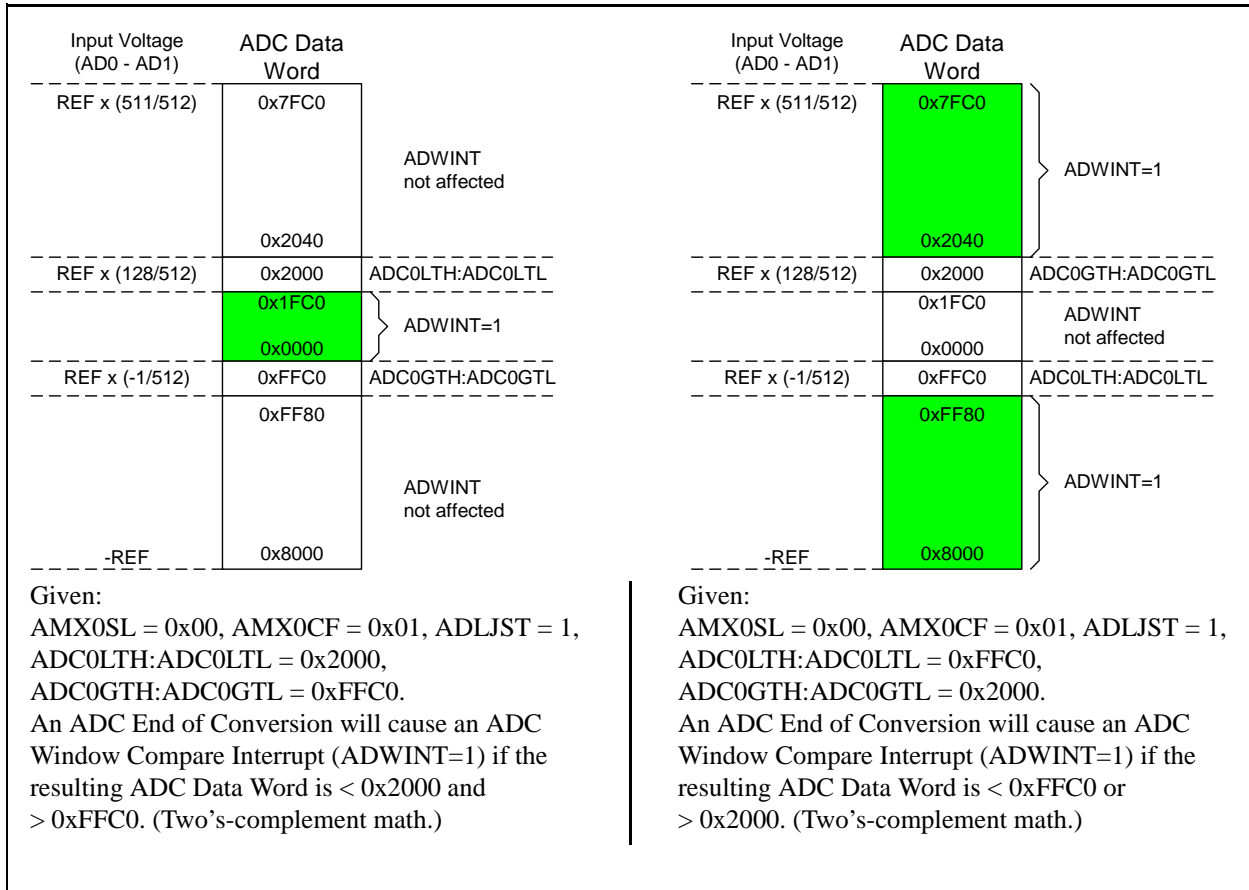 Input Voltage
(AD0 - AD1)
ADC Data
Word
REF x (511/512)
0x7FC0
ADWINT
not affected
0x2040
REF x (128/512)
0x2000
ADC0LTH:ADC0LTL
0x1FC0
ADWINT=1
0x0000
REF x (-1/512)
0xFFC0
ADC0GTH:ADC0GTL
0xFF80
ADWINT
not affected
-REF
0x8000
Given:
AMX0SL = 0x00, AMX0CF = 0x01, ADLJST = 1,
ADC0LTH:ADC0LTL = 0x2000,
ADC0GTH:ADC0GTL = 0xFFC0.
An ADC End of Conversion will cause an ADC
Window Compare Interrupt (ADWINT=1) if the
resulting ADC Data Word is < 0x2000 and
> 0xFFC0. (Two's-complement math.)
Input Voltage
(AD0 - AD1)
ADC Data
Word
REF x (511/512)
0x7FC0
ADWINT=1
0x2040
REF x (128/512)
0x2000
ADC0GTH:ADC0GTL
0x1FC0
ADWINT
not affected
0x0000
REF x (-1/512)
0xFFC0
ADC0LTH:ADC0LTL
0xFF80
ADWINT=1
-REF
0x8000
Given:
AMX0SL = 0x00, AMX0CF = 0x01, ADLJST = 1,
ADC0LTH:ADC0LTL = 0xFFC0,
ADC0GTH:ADC0GTL = 0x2000.
An ADC End of Conversion will cause an ADC
Window Compare Interrupt (ADWINT=1) if the
resulting ADC Data Word is < 0xFFC0 or
> 0x2000. (Two's-complement math.)